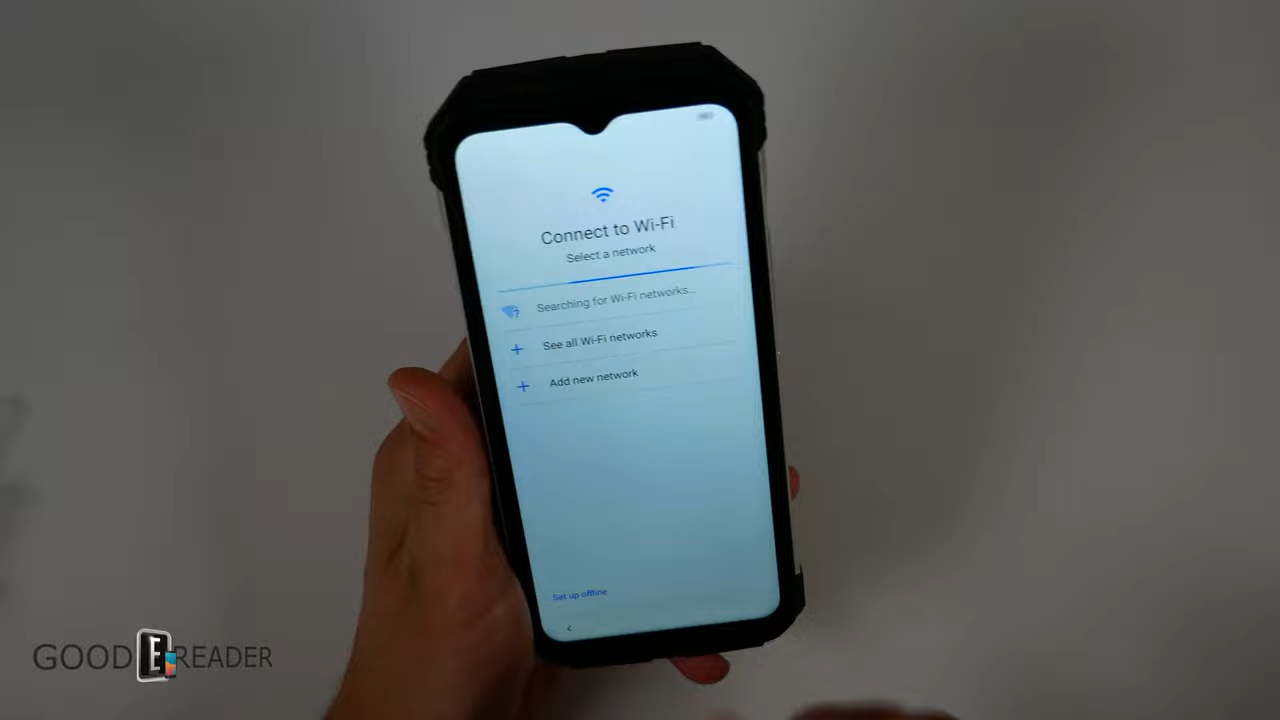 Connect to Wi-Fi
Select a network
Searching for Wi-Fi networks...
See all Wi-Fi networks
Add new network
Set up offline
GOOD E READER